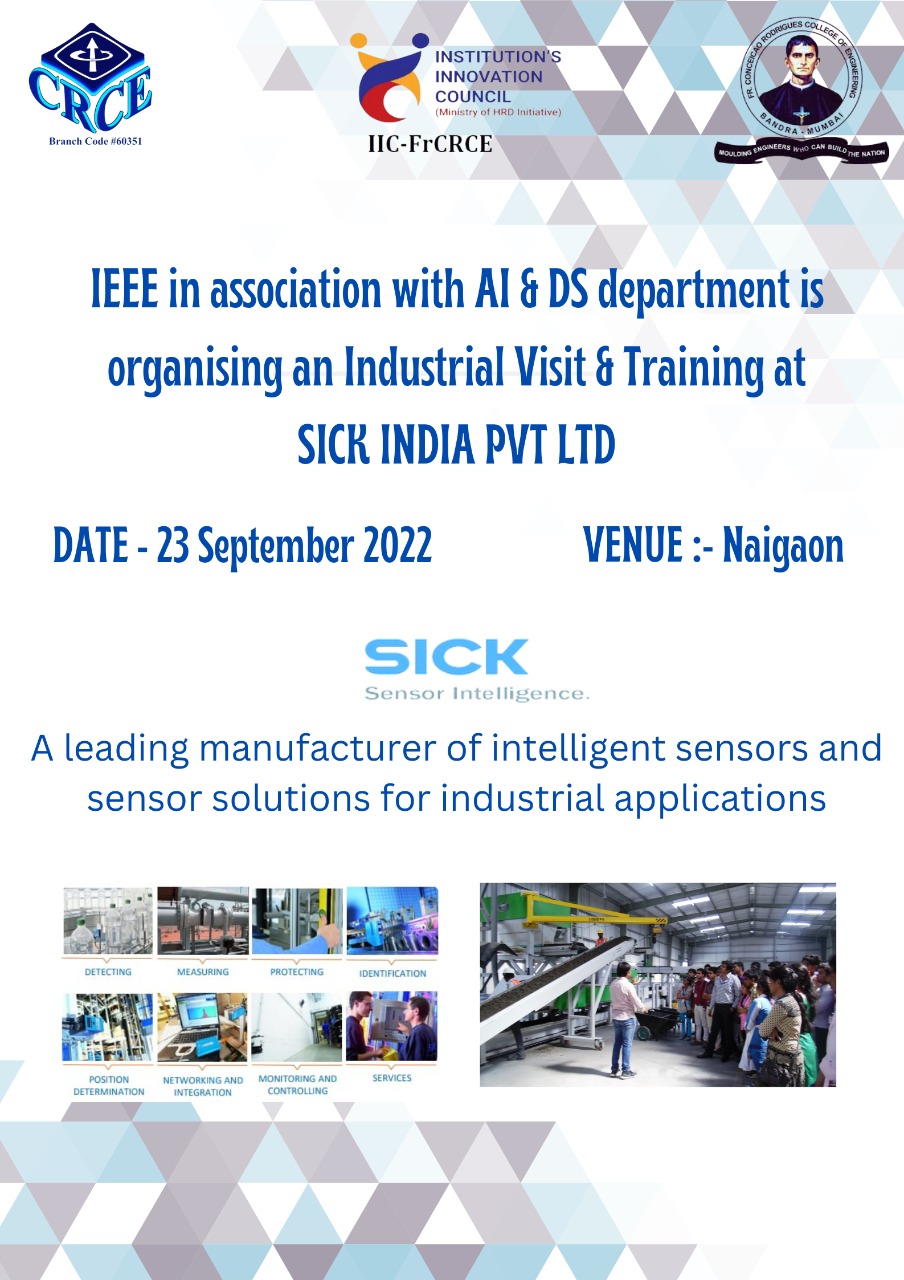 CRCE
Branch Code #60351
INSTITUTION'S
INNOVATION
COUNCIL
(Ministry of HRD Initiative)
IIC-FrCRCE
FR. CONCEICAO RODRIGUES COLLEGE OF ENGINEERING
BANDRA - MUMBAI
MOULDING ENGINEERS WHO CAN BUILD THE NATION
IEEE in association with AI & DS department is
organising an Industrial Visit & Training at
SICK INDIA PVT LTD
DATE - 23 September 2022
VENUE :- Naigaon
SICK
Sensor Intelligence.
A leading manufacturer of intelligent sensors and
sensor solutions for industrial applications
DETECTING
MEASURING
PROTECTING
IDENTIFICATION
POSITION
DETERMINATION
NETWORKING AND
INTEGRATION
MONITORING AND
CONTROLLING
SERVICES